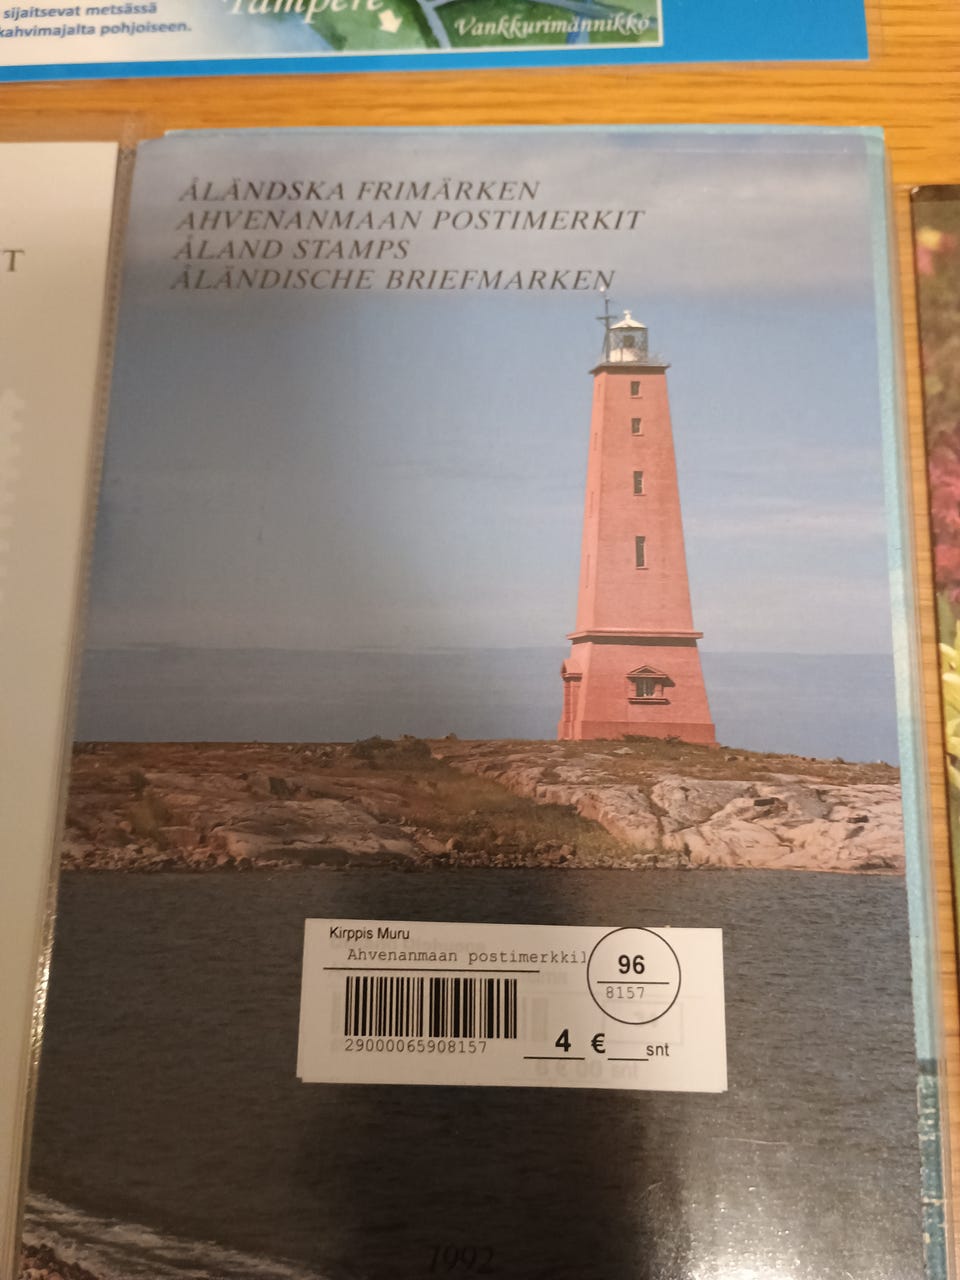 sijaitsevat metsässä
kahvimajalta pohjoiseen.
Tampere
Vankkurimännikkö
T
ÅLÄNDSKA FRIMÄRKEN
AHVENANMAAN POSTIMERKIT
ÅLAND STAMPS
ÅLÄNDISCHE BRIEFMARKEN
Kirppis Muru
Ahvenanmaan postimerkkil
96
8157
29000065908157
4 € snt
1992